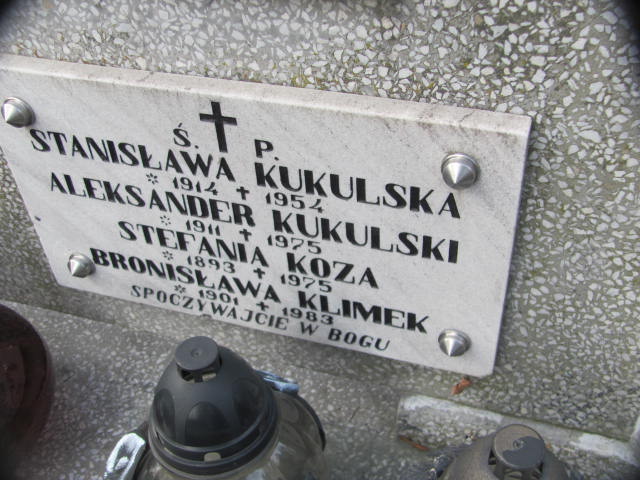 Ś. P.
STANISŁAWA KUKULSKA
* 1914 + 1954
ALEKSANDER KUKULSKI
* 1911 + 1975
STEFANIA KOZA
* 1893 + 1975
BRONISŁAWA KLIMEK
* 1901 + 1983
SPOCZYWAJCIE W BOGU